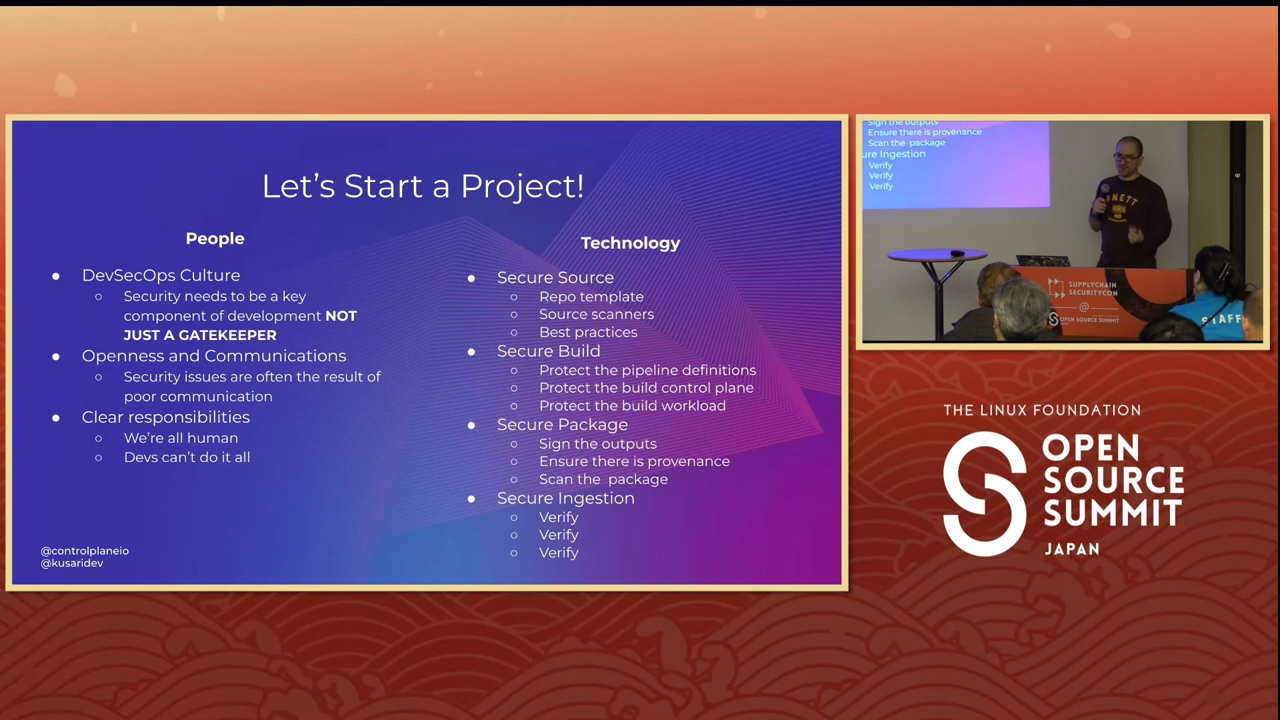 Let's Start a Project!
People
DevSecOps Culture
Security needs to be a key
component of development NOT
JUST A GATEKEEPER
Openness and Communications
Security issues are often the result of
poor communication
Clear responsibilities
We're all human
Devs can't do it all
@controlplaneio
@kusaridev
Technology
Secure Source
Repo template
Source scanners
Best practices
Secure Build
Protect the pipeline definitions
Protect the build control plane
Protect the build workload
Secure Package
Sign the outputs
Ensure there is provenance
Scan the package
Secure Ingestion
Verify
Verify
Verify
Sign the outputs
Ensure there is provenance
Scan the package
ure Ingestion
Verify
Verify
Verify
SUPPLYCHAIN
SECURITYCON
@
OPEN SOURCE SUMMIT
STAFF
THE LINUX FOUNDATION
OPEN
SOURCE
SUMMIT
JAPAN